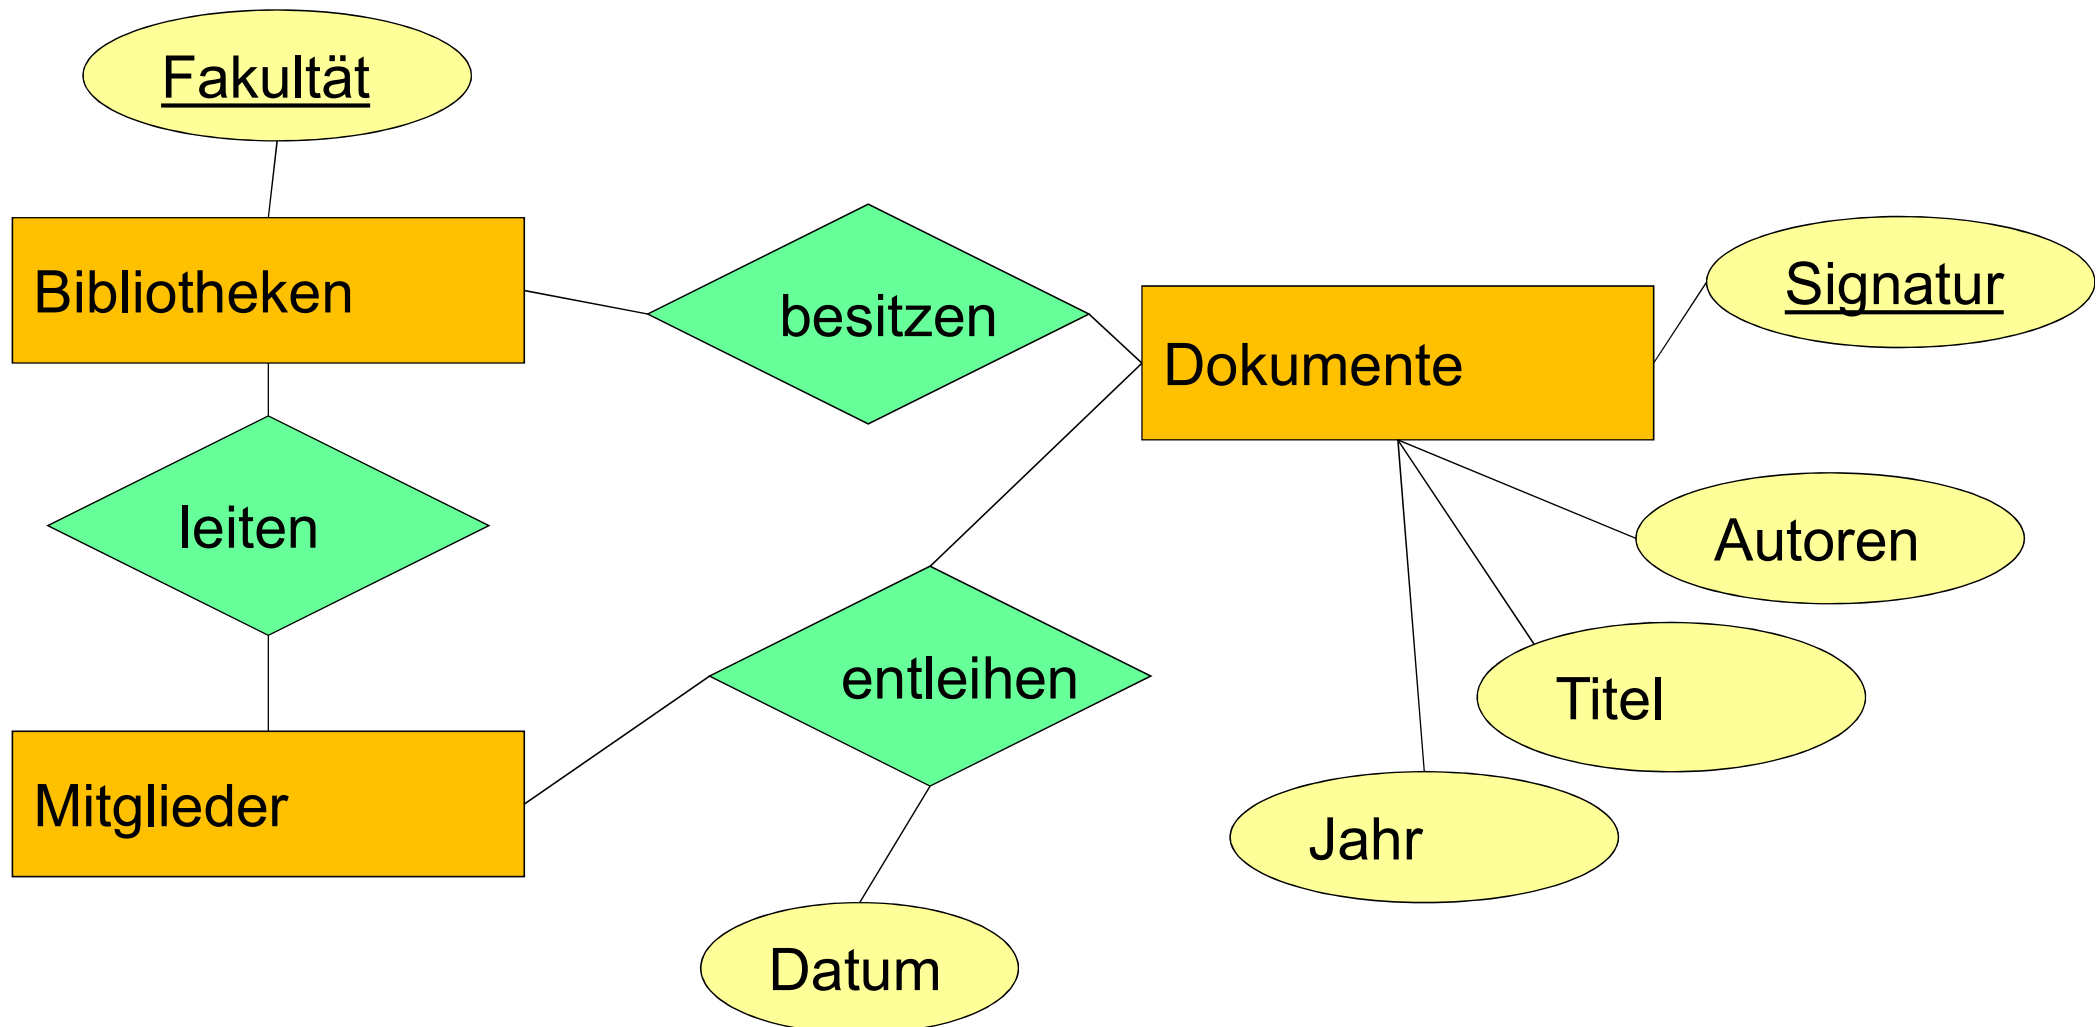 Fakultät
Bibliotheken
besitzen
Signatur
Dokumente
leiten
Autoren
entleihen
Titel
Mitglieder
Jahr
Datum